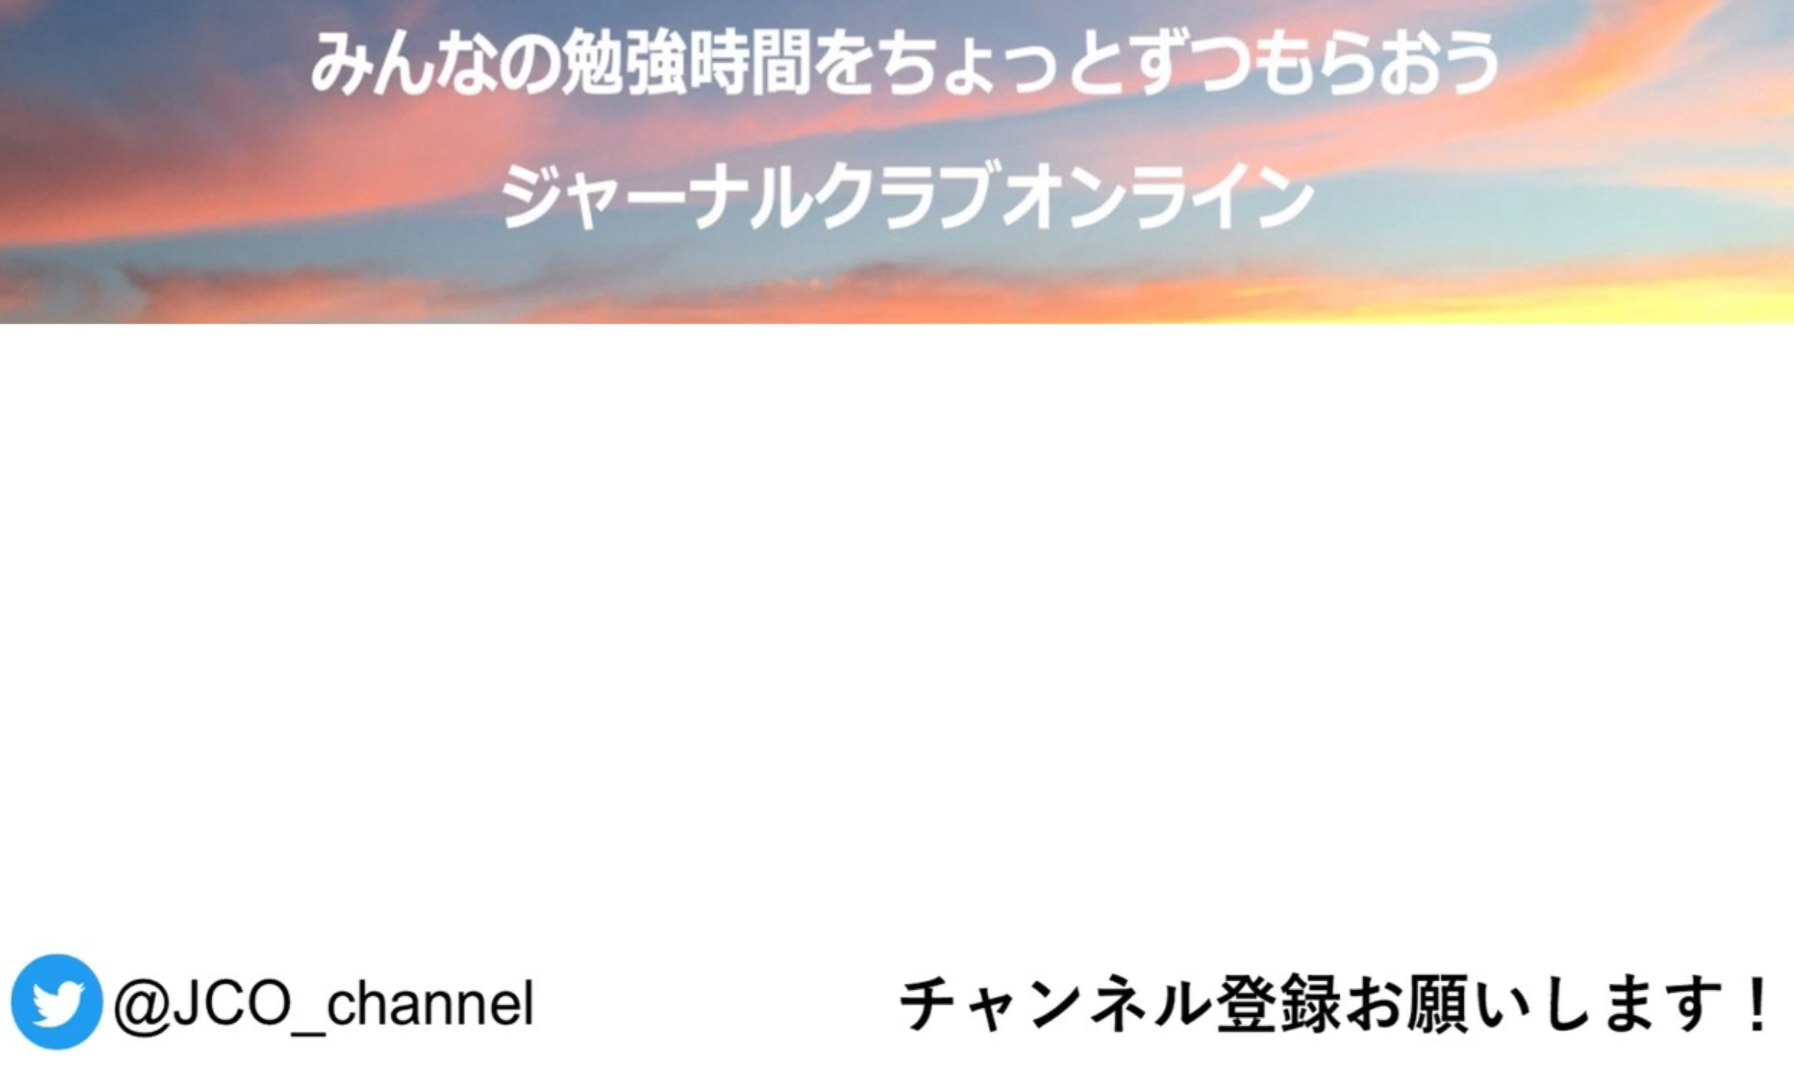 みんなの勉強時間をちょっとずつもらおう
ジャーナルクラブオンライン
@JCO_channel
チャンネル登録お願いします！